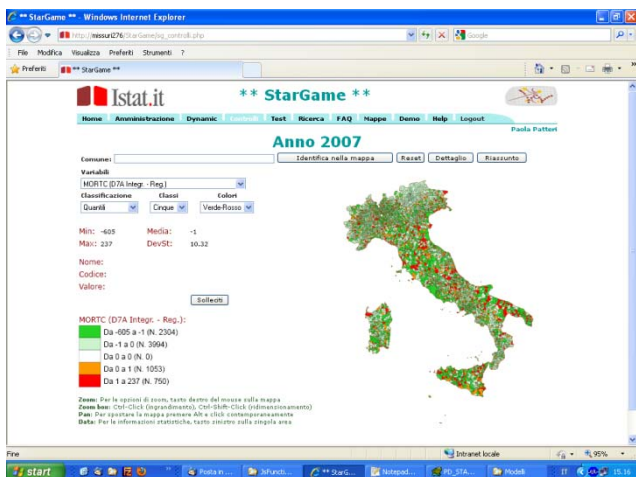 ** StarGame ** - Windows Internet Explorer
http://missuri276/StarGame/sg_controlli.php
Google
File Modifica Visualizza Preferiti Strumenti ?
Preferiti ** StarGame **
Istat.it ** StarGame **
Home Amministrazione Dynamic Controlli Test Ricerca FAQ Mappe Demo Help Logout
Paola Patteri
Anno 2007
Comune: Identifica nella mappa Reset Dettaglio Riassunto
Variabili
MORTC (D7A Integr. - Reg.)
Classificazione Classi Colori
Quantili Cinque Verde-Rosso
Min: -605 Media: -1
Max: 237 DevSt: 10.32
Nome:
Codice:
Valore:
Solleciti
MORTC (D7A Integr. - Reg.):
Da -605 a -1 (N. 2304)
Da -1 a 0 (N. 3994)
Da 0 a 0 (N. 0)
Da 0 a 1 (N. 1053)
Da 1 a 237 (N. 750)
Zoom: Per le opzioni di zoom, tasto destro del mouse sulla mappa
Zoom box: Ctrl-Click (ingrandimento), Ctrl-Shift-Click (ridimensionamento)
Pan: Per spostare la mappa premere Alt e click contemporaneamente
Data: Per le informazioni statistiche, tasto sinistro sulla singola area
Fine Intranet locale 95%
start Posta in ... JsFuncti... ** StarG... Notepad... PD_STA... Modelli IT 15.16